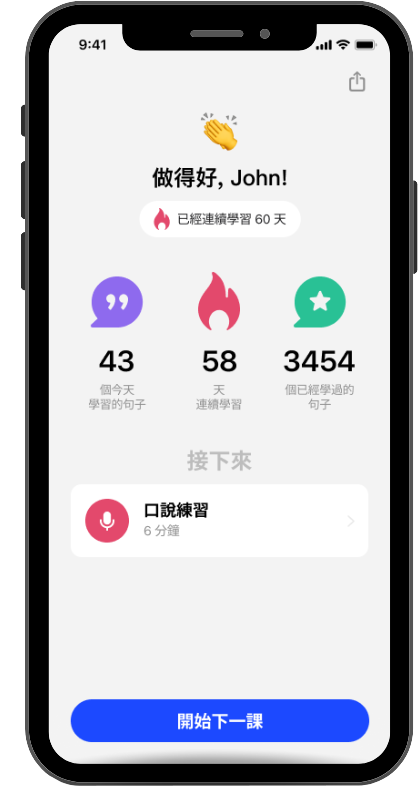 9:41
做得好, John!
已經連續學習 60 天
43
個今天
學習的句子
58
天
連續學習
3454
個已經學過的
句子
接下來
口說練習
6 分鐘
開始下一課